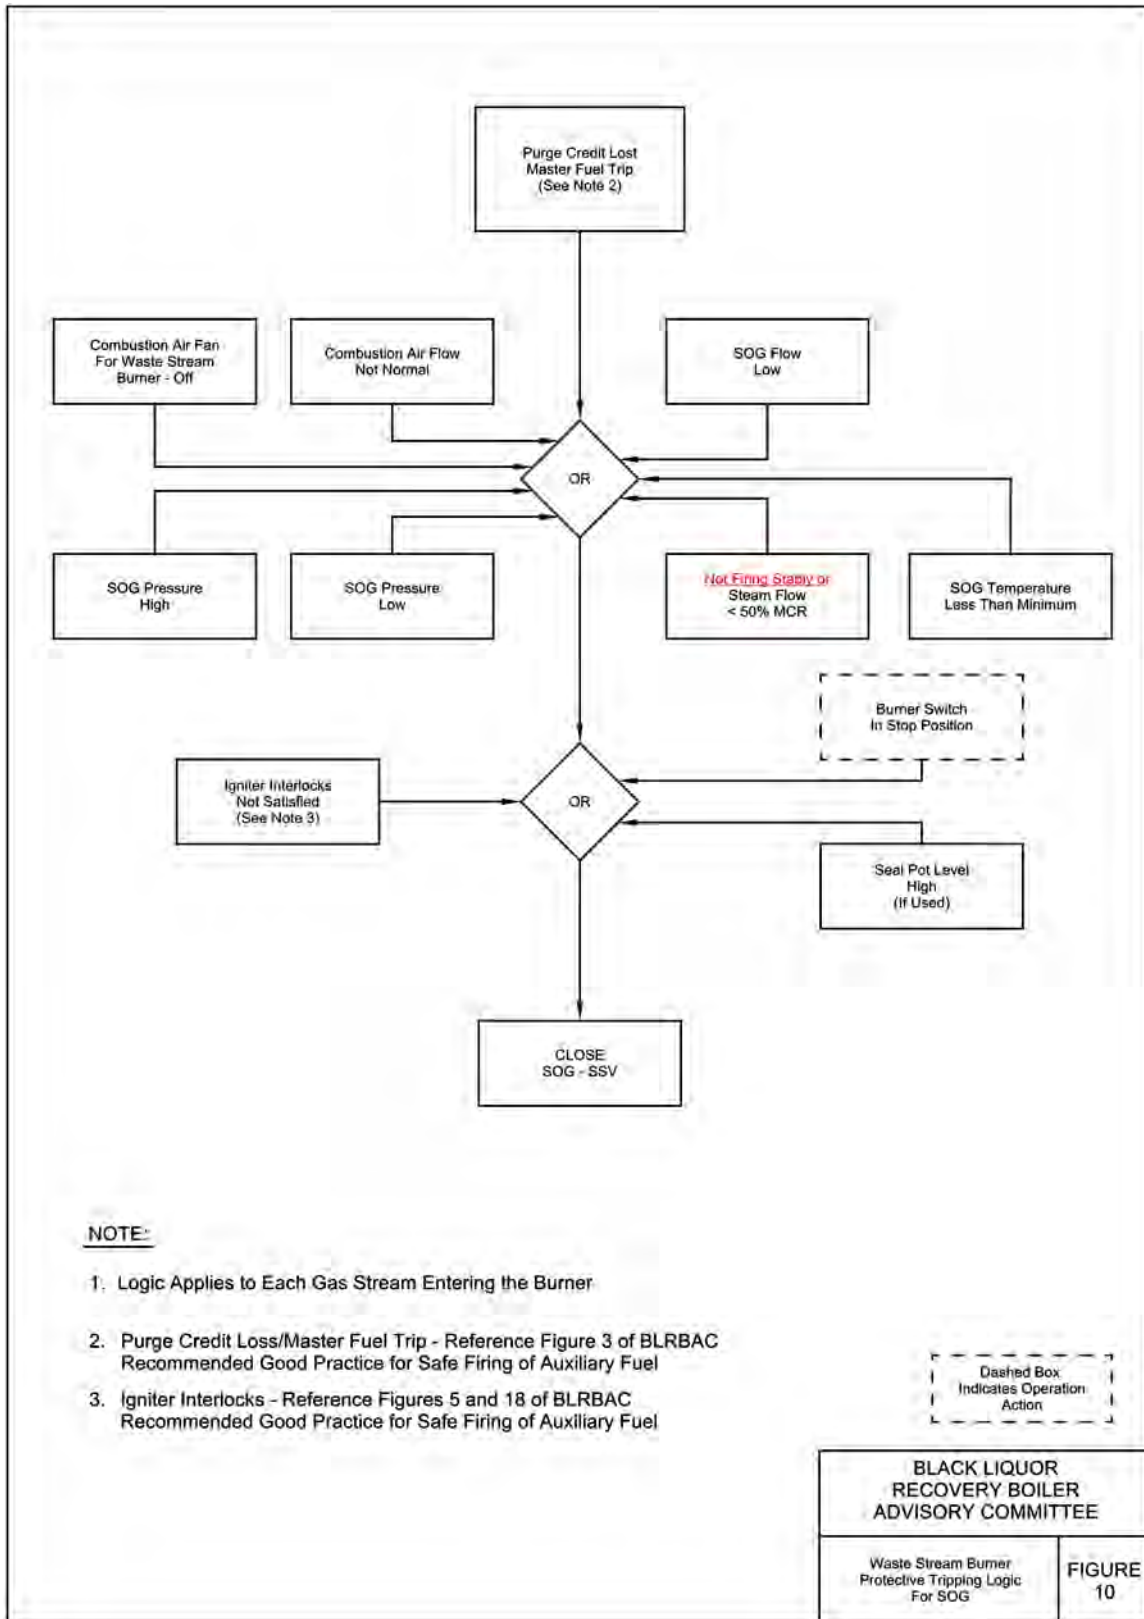 Purge Credit Lost
Master Fuel Trip
(See Note 2)
Combustion Air Fan
For Waste Stream
Burner - Off
Combustion Air Flow
Not Normal
SOG Flow
Low
OR
SOG Pressure
High
SOG Pressure
Low
Not Firing Stably or
Steam Flow
< 50% MCR
SOG Temperature
Less Than Minimum
Burner Switch
In Stop Position
Igniter Interlocks
Not Satisfied
(See Note 3)
OR
Seal Pot Level
High
(If Used)
CLOSE
SOG - SSV
NOTE:
1. Logic Applies to Each Gas Stream Entering the Burner
2. Purge Credit Loss/Master Fuel Trip - Reference Figure 3 of BLRBAC
Recommended Good Practice for Safe Firing of Auxiliary Fuel
3. Igniter Interlocks - Reference Figures 5 and 18 of BLRBAC
Recommended Good Practice for Safe Firing of Auxiliary Fuel
Dashed Box
Indicates Operation
Action
BLACK LIQUOR
RECOVERY BOILER
ADVISORY COMMITTEE
Waste Stream Burner
Protective Tripping Logic
For SOG
FIGURE
10